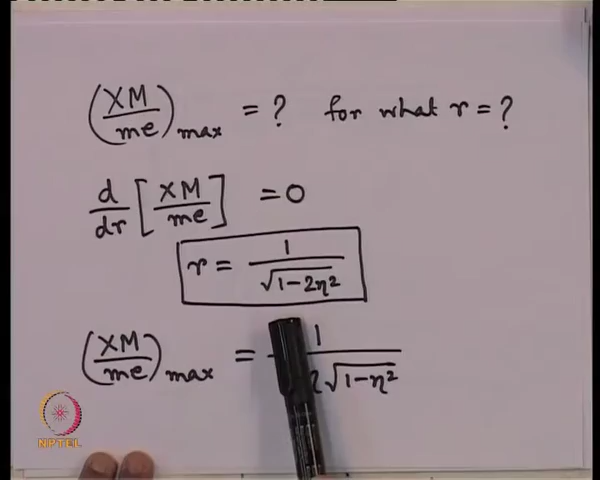 (XM/me)max = ? for what r = ?
d/dr [XM/me] = 0
r = 1/√(1-2η²)
(XM/me)max = 1/η√(1-η²)
NPTEL